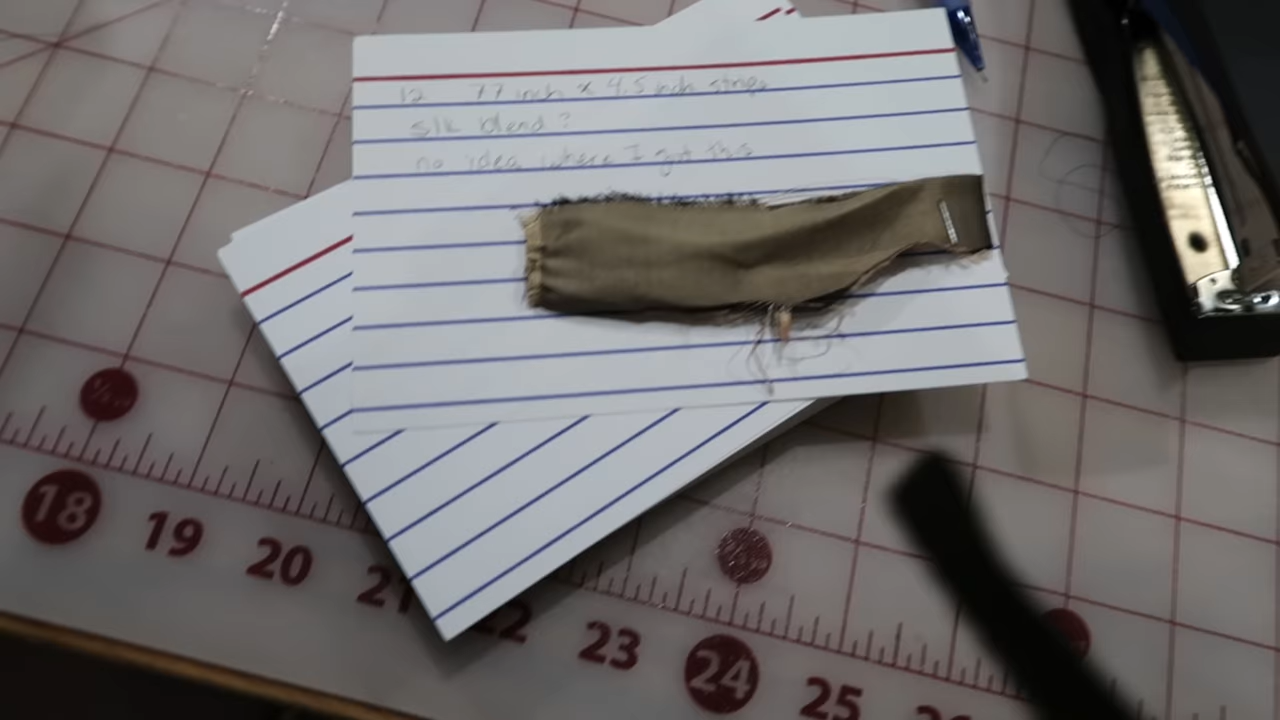 12 77 inch x 4.5 inch strips
silk blend?
no idea where I got this
18 19 20 21 22 23 24 25 26